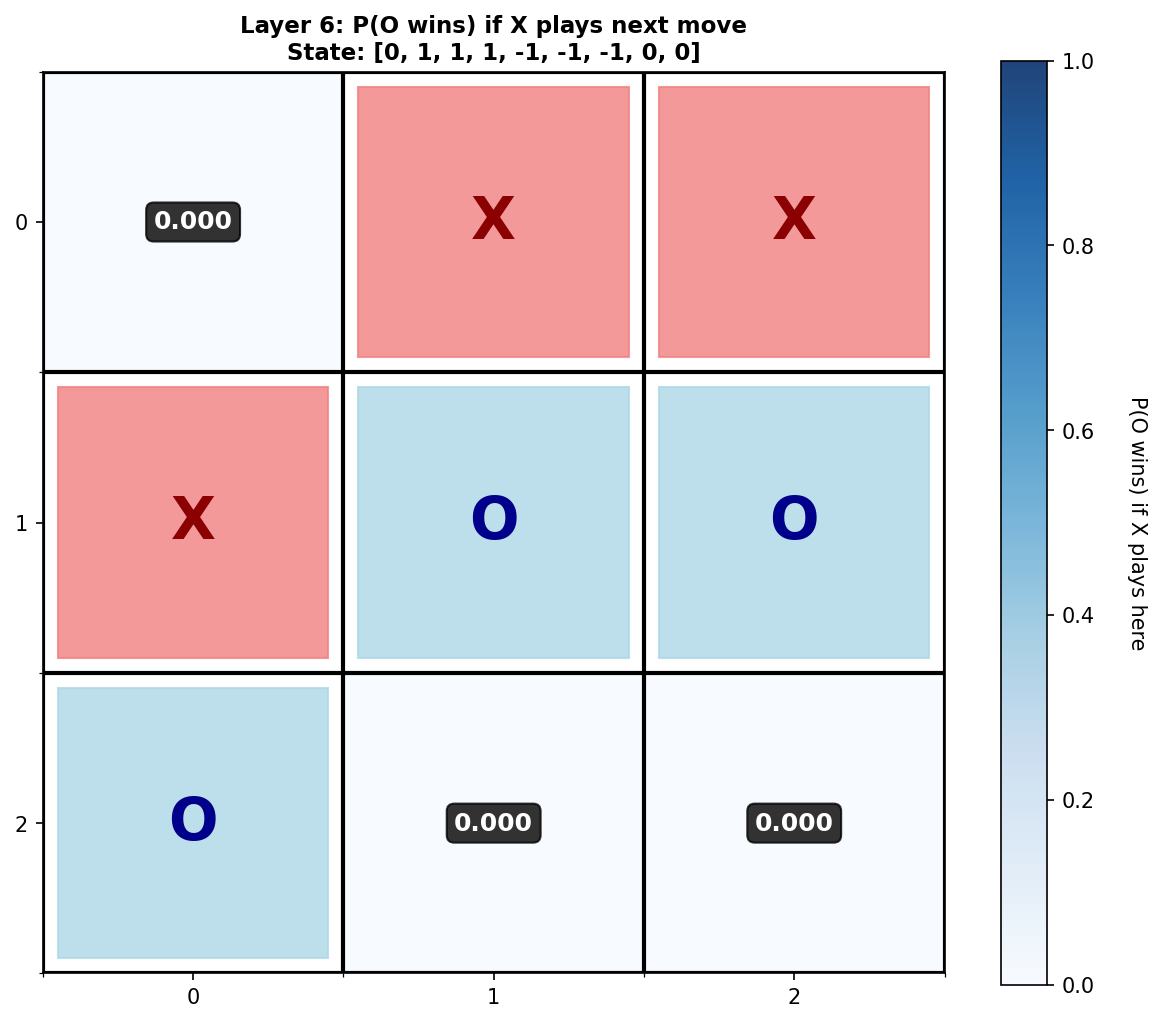 Layer 6: P(O wins) if X plays next move
State: [0, 1, 1, 1, -1, -1, -1, 0, 0]
0
0.000
X
X
1
X
O
O
2
O
0.000
0.000
0
1
2
1.0
0.8
0.6
0.4
0.2
0.0
P(O wins) if X plays here